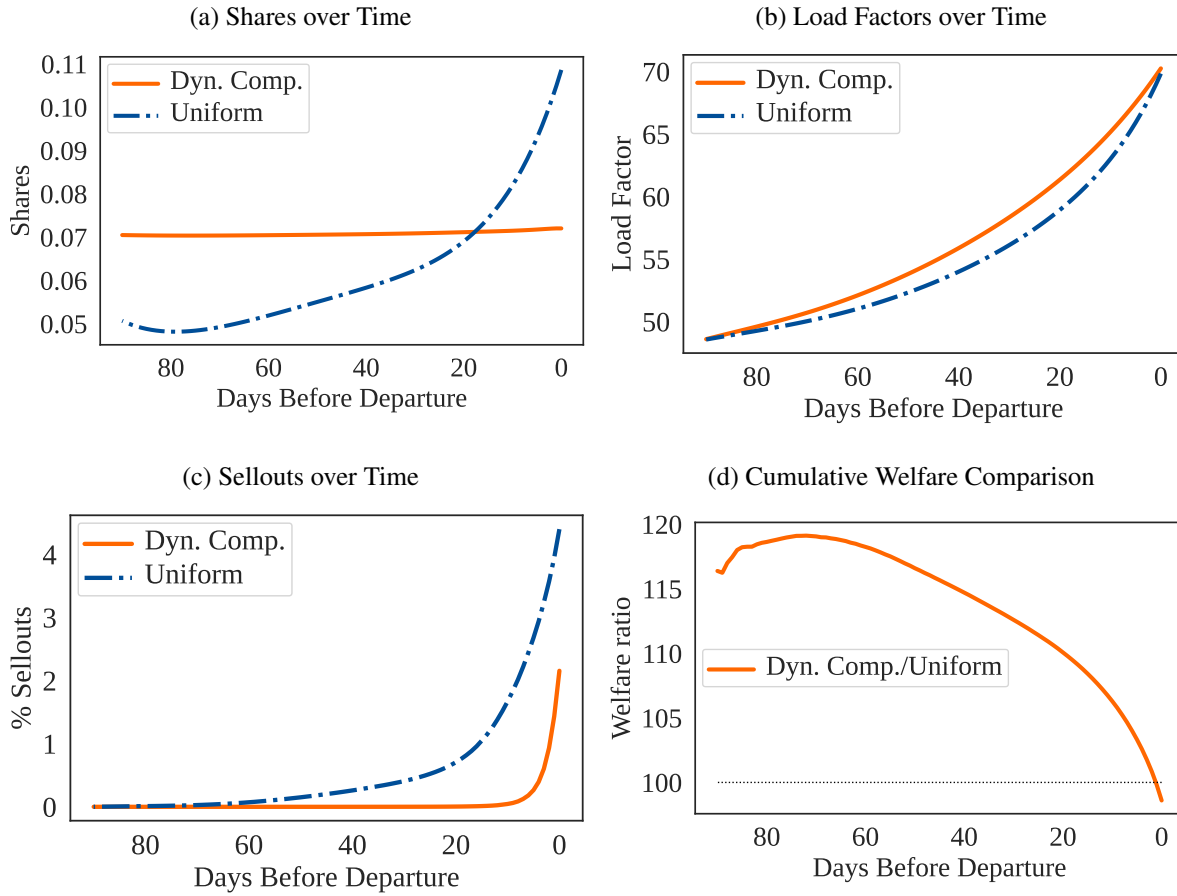 (a) Shares over Time
0.11
0.10
0.09
0.08
0.07
0.06
0.05
Shares
Dyn. Comp.
Uniform
80 60 40 20 0
Days Before Departure
(b) Load Factors over Time
70
65
60
55
50
Load Factor
Dyn. Comp.
Uniform
80 60 40 20 0
Days Before Departure
(c) Sellouts over Time
4
3
2
1
0
% Sellouts
Dyn. Comp.
Uniform
80 60 40 20 0
Days Before Departure
(d) Cumulative Welfare Comparison
120
115
110
105
100
Welfare ratio
Dyn. Comp./Uniform
80 60 40 20 0
Days Before Departure